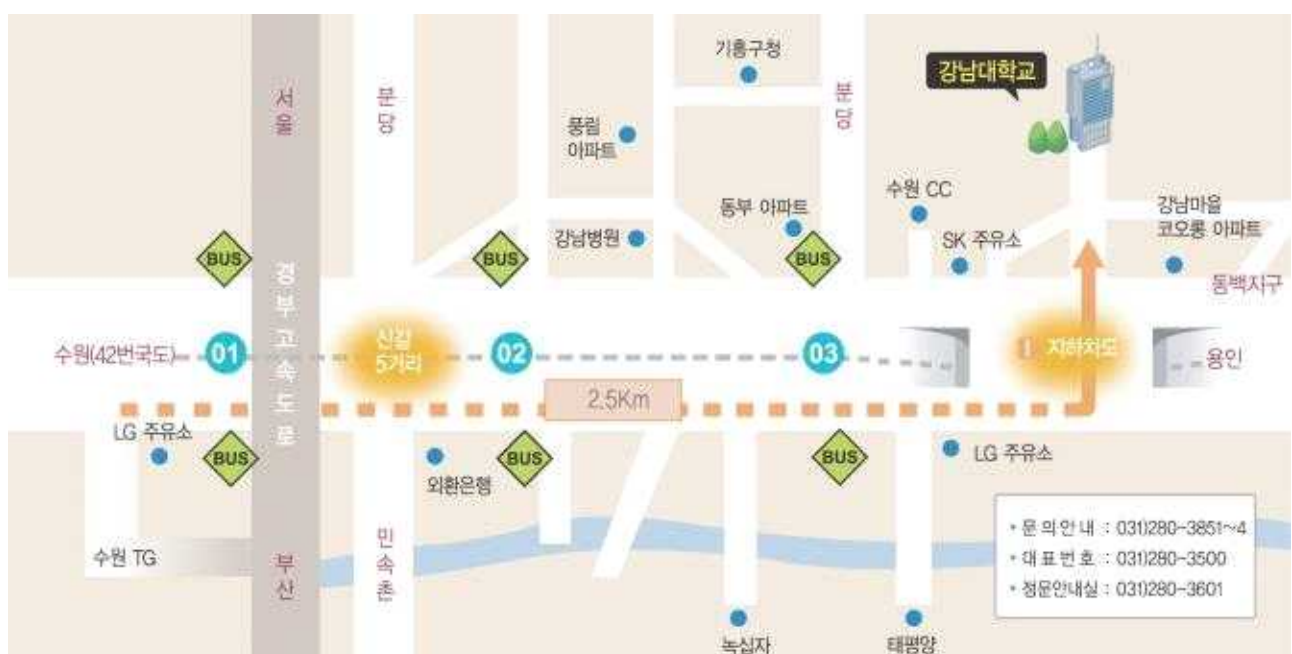 기흥구청
강남대학교
서울
분당
분당
풍림
아파트
수원 CC
동부 아파트
강남마을
코오롱 아파트
강남병원
SK 주유소
BUS
BUS
BUS
동백지구
경부고속도로
수원(42번국도)
01
신갈
5거리
02
03
지하차도
용인
2.5Km
LG 주유소
BUS
BUS
BUS
LG 주유소
외환은행
수원 TG
부산
민속촌
• 문의안내 : 031)280-3851~4
• 대표번호 : 031)280-3500
• 정문안내실 : 031)280-3601
녹십자
태평양